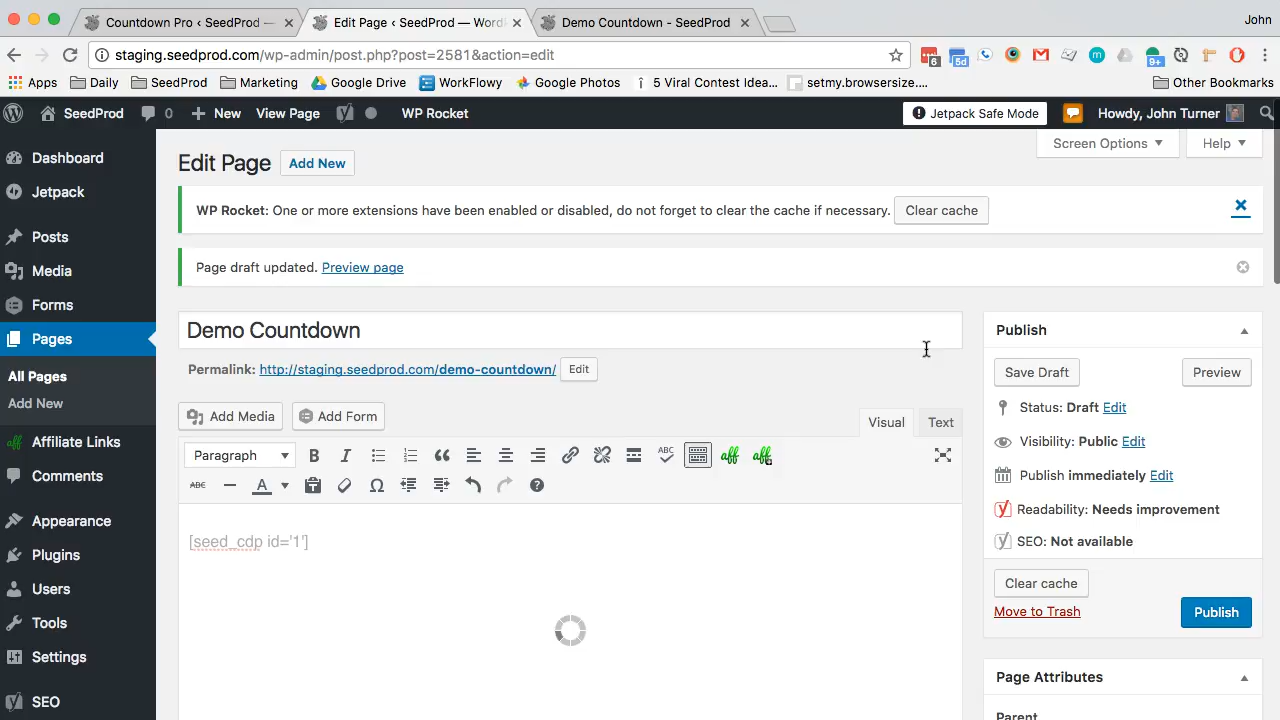 Countdown Pro ‹ SeedProd —
Edit Page ‹ SeedProd — Word
Demo Countdown - SeedProd
John
staging.seedprod.com/wp-admin/post.php?post=2581&action=edit
6
5d
m
9+
Apps
Daily
SeedProd
Marketing
Google Drive
WorkFlowy
Google Photos
5 Viral Contest Idea...
setmy.browsersize....
Other Bookmarks
SeedProd
0
New
View Page
WP Rocket
Jetpack Safe Mode
Howdy, John Turner
Dashboard
Jetpack
Posts
Media
Forms
Pages
All Pages
Add New
Affiliate Links
Comments
Appearance
Plugins
Users
Tools
Settings
SEO
Edit Page
Add New
Screen Options
Help
WP Rocket: One or more extensions have been enabled or disabled, do not forget to clear the cache if necessary.
Clear cache
Page draft updated. Preview page
Demo Countdown
Permalink: http://staging.seedprod.com/demo-countdown/
Edit
Add Media
Add Form
Visual
Text
Paragraph
B
I
ABC
aff
aff
ABC
A
[seed_cdp id='1']
Publish
Save Draft
Preview
Status: Draft Edit
Visibility: Public Edit
Publish immediately Edit
Readability: Needs improvement
SEO: Not available
Clear cache
Move to Trash
Publish
Page Attributes
Parent